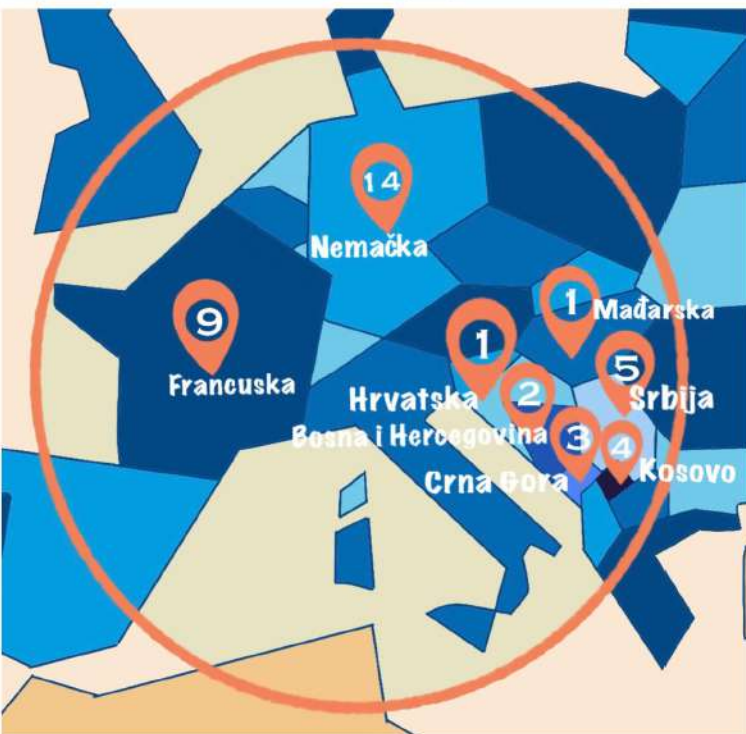 14
Nemačka
9
Francuska
1
Mađarska
1
Hrvatska
5
Srbija
2
Bosna i Hercegovina
3
Crna Gora
4
Kosovo